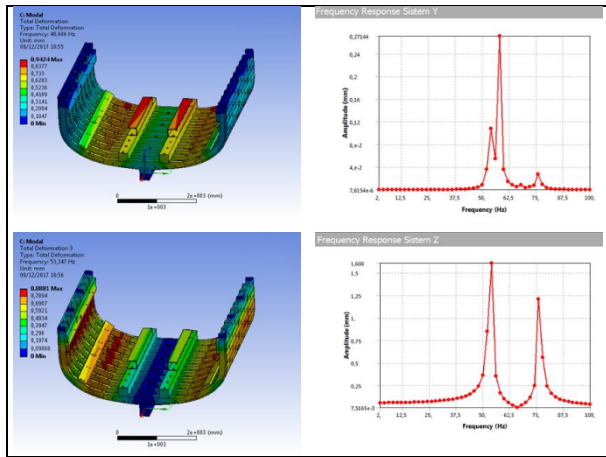 C: Modal
Total Deformation
Type: Total Deformation
Frequency: 40,686 Hz
Unit: mm
09/12/2017 10:55
0,9424 Max
0,8377
0,733
0,6283
0,5236
0,4189
0,3141
0,2094
0,1047
0 Min
0
2e+003 (mm)
1e+003
Frequency Response Sistem Y
Amplitude (mm)
0,27144
0,24
0,2
0,16
0,12
8,e-2
4,e-2
7,6154e-6
2, 12,5 25, 37,5 50, 62,5 75, 87,5 100,
Frequency (Hz)
C: Modal
Total Deformation 3
Type: Total Deformation
Frequency: 53,347 Hz
Unit: mm
09/12/2017 10:56
0,8881 Max
0,7894
0,6907
0,5921
0,4934
0,3947
0,296
0,1974
0,09868
0 Min
0
2e+003 (mm)
1e+003
Frequency Response Sistem Z
Amplitude (mm)
1,608
1,5
1,25
1,
0,75
0,5
0,25
7,5165e-3
2, 12,5 25, 37,5 50, 62,5 75, 87,5 100,
Frequency (Hz)